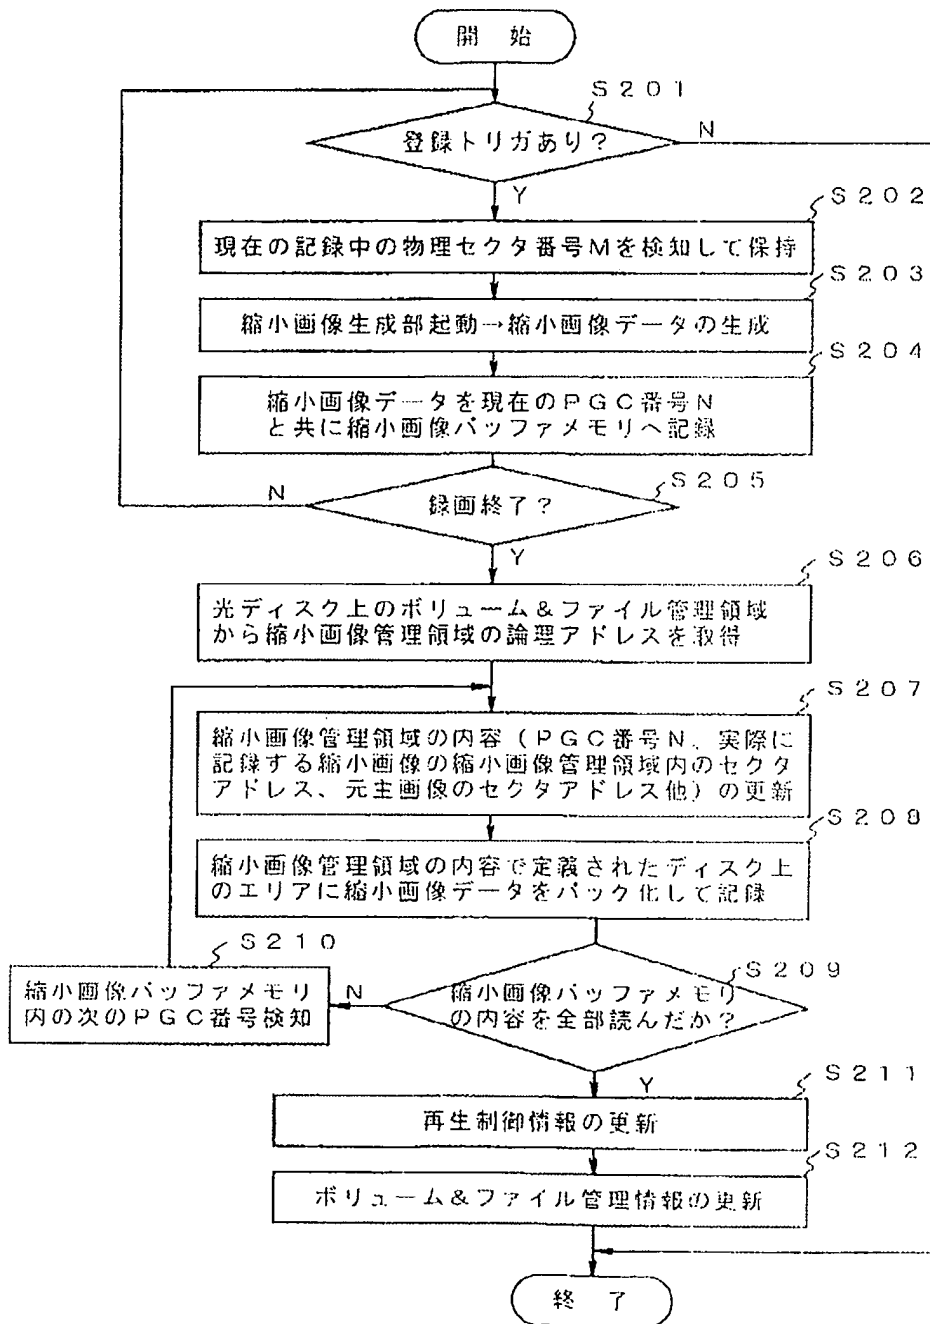 開 始
S201
登録トリガあり？
N
Y
S202
現在の記録中の物理セクタ番号Mを検知して保持
S203
縮小画像生成部起動→縮小画像データの生成
S204
縮小画像データを現在のPGC番号N
と共に縮小画像バッファメモリへ記録
S205
録画終了？
N
Y
S206
光ディスク上のボリューム＆ファイル管理領域
から縮小画像管理領域の論理アドレスを取得
S207
縮小画像管理領域の内容（PGC番号N、実際に
記録する縮小画像の縮小画像管理領域内のセクタ
アドレス、元主画像のセクタアドレス他）の更新
S208
縮小画像管理領域の内容で定義されたディスク上
のエリアに縮小画像データをパック化して記録
S210
縮小画像バッファメモリ
内の次のPGC番号検知
N
S209
縮小画像バッファメモリ
の内容を全部読んだか？
Y
S211
再生制御情報の更新
S212
ボリューム＆ファイル管理情報の更新
終 了